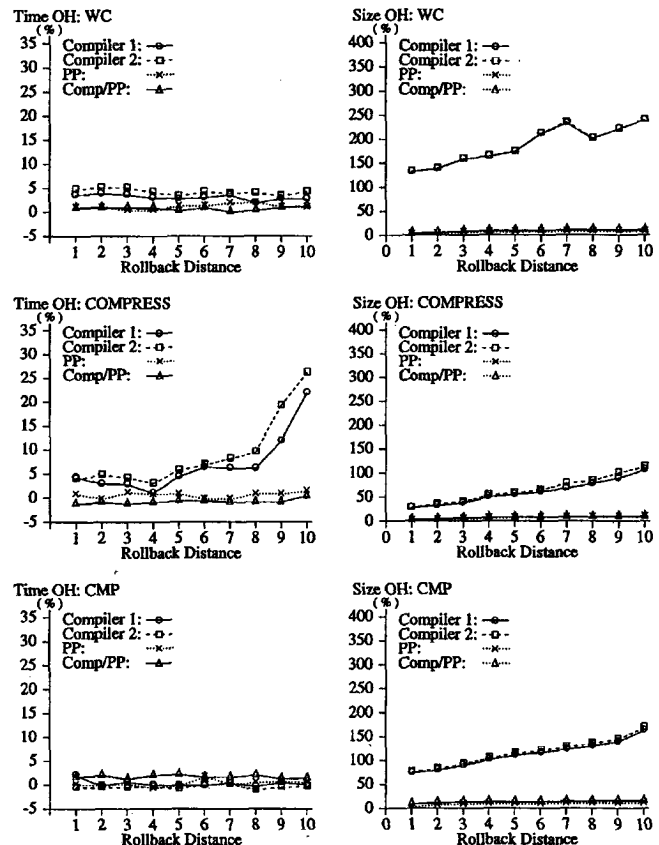 Time OH: WC
(%)
35
30
25
20
15
10
5
0
-5
Compiler 1:
Compiler 2:
PP:
Comp/PP:
1 2 3 4 5 6 7 8 9 10
Rollback Distance
Size OH: WC
(%)
400
350
300
250
200
150
100
50
0
Compiler 1:
Compiler 2:
PP:
Comp/PP:
0 1 2 3 4 5 6 7 8 9 10
Rollback Distance
Time OH: COMPRESS
(%)
35
30
25
20
15
10
5
0
-5
Compiler 1:
Compiler 2:
PP:
Comp/PP:
1 2 3 4 5 6 7 8 9 10
Rollback Distance
Size OH: COMPRESS
(%)
400
350
300
250
200
150
100
50
0
Compiler 1:
Compiler 2:
PP:
Comp/PP:
0 1 2 3 4 5 6 7 8 9 10
Rollback Distance
Time OH: CMP
(%)
35
30
25
20
15
10
5
0
-5
Compiler 1:
Compiler 2:
PP:
Comp/PP:
1 2 3 4 5 6 7 8 9 10
Rollback Distance
Size OH: CMP
(%)
400
350
300
250
200
150
100
50
0
Compiler 1:
Compiler 2:
PP:
Comp/PP:
0 1 2 3 4 5 6 7 8 9 10
Rollback Distance